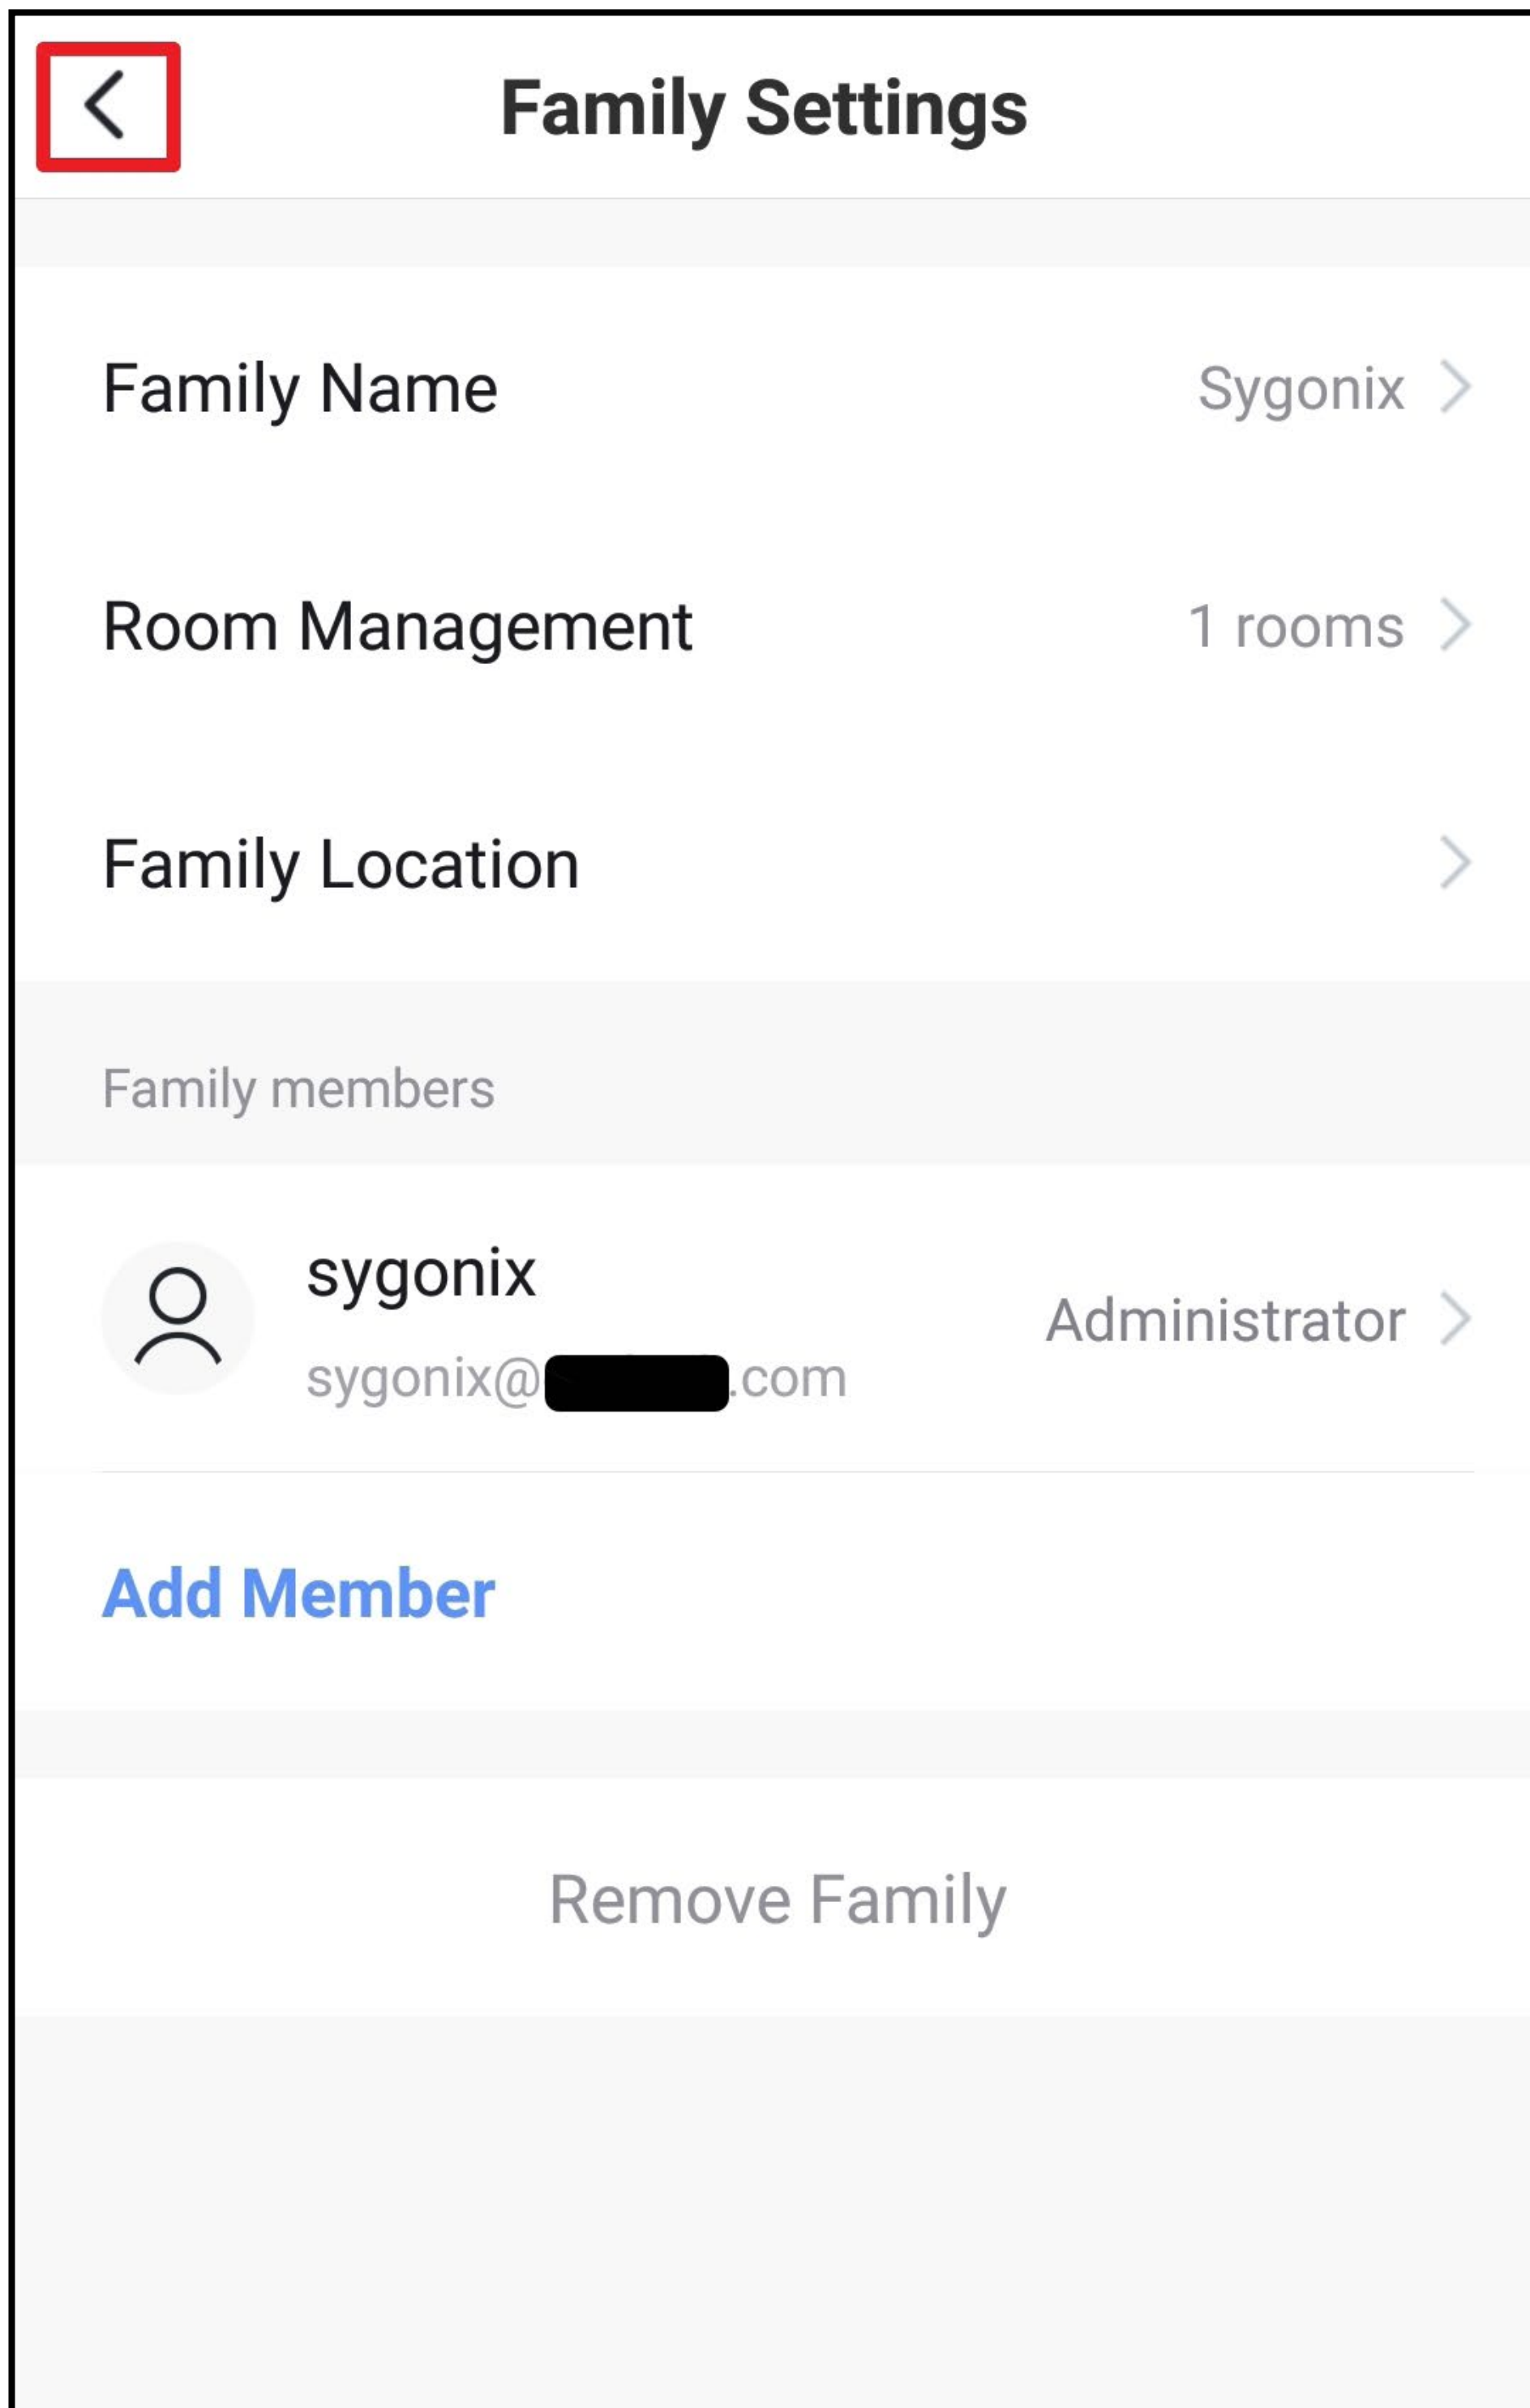 Family Settings
Family Name Sygonix
Room Management 1 rooms
Family Location
Family members
sygonix
Administrator
sygonix@ .com
Add Member
Remove Family